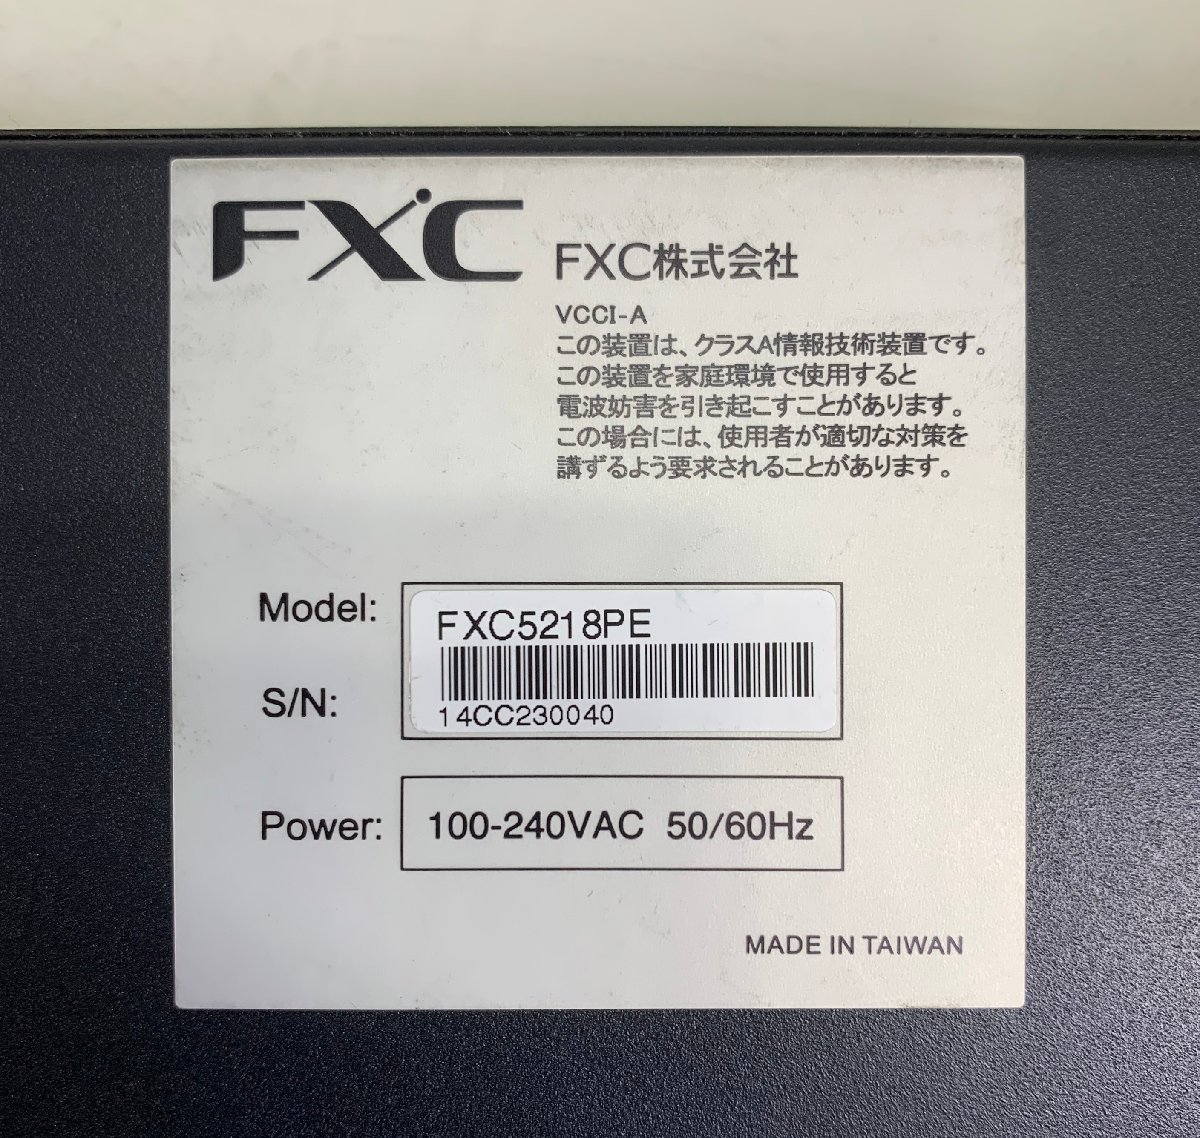 FXC
FXC株式会社
VCCI-A
この装置は、クラスA情報技術装置です。
この装置を家庭環境で使用すると
電波妨害を引き起こすことがあります。
この場合には、使用者が適切な対策を
講ずるよう要求されることがあります。
Model: FXC5218PE
S/N: 14CC230040
Power: 100-240VAC 50/60Hz
MADE IN TAIWAN